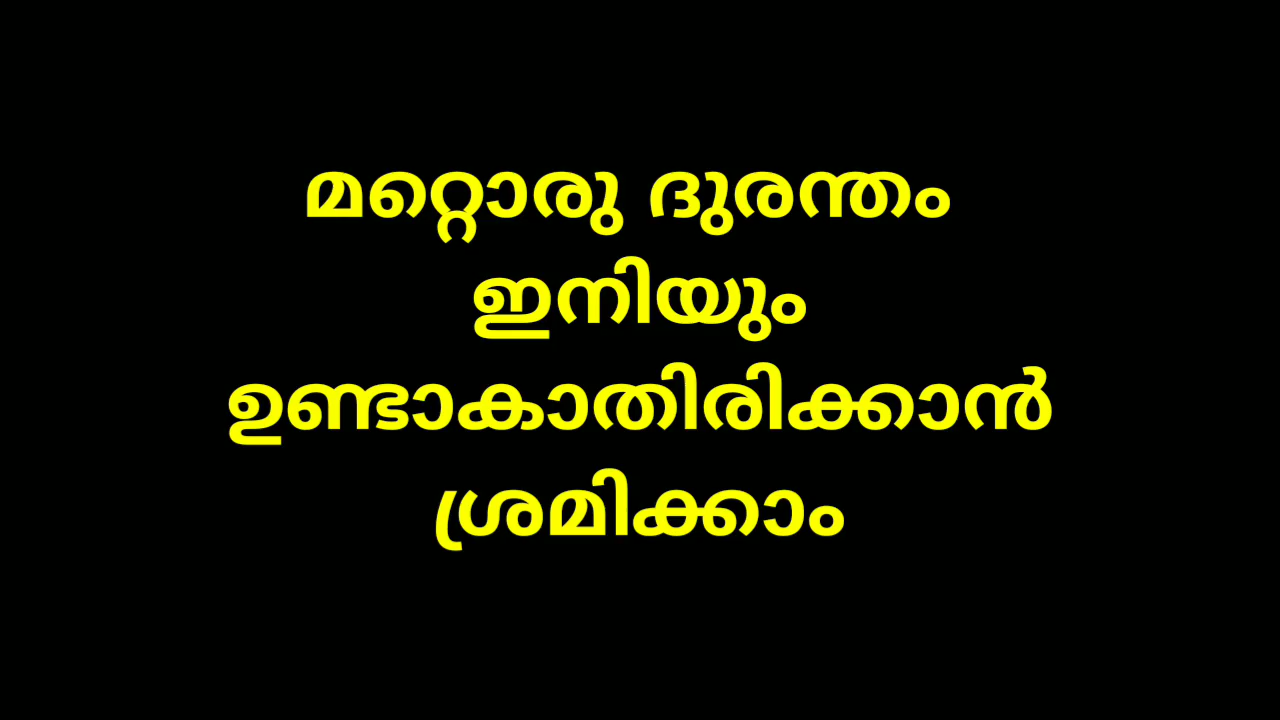 മറ്റൊരു ദുരന്തം
ഇനിയും
ഉണ്ടാകാതിരിക്കാൻ
ശ്രമിക്കാം